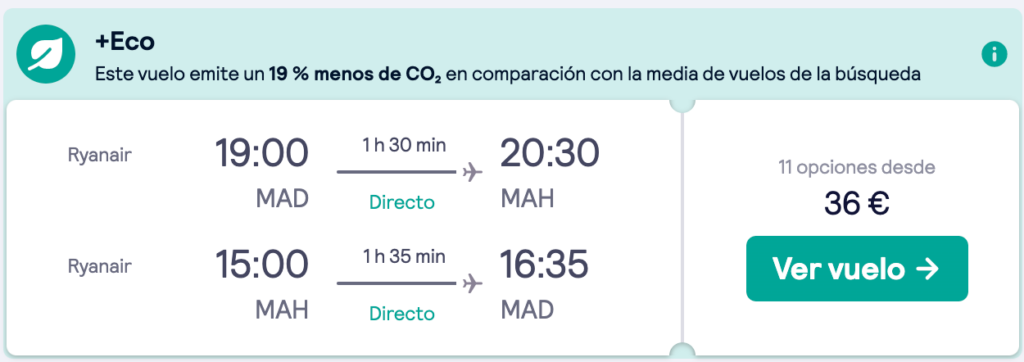 +Eco
Este vuelo emite un 19 % menos de CO₂ en comparación con la media de vuelos de la búsqueda
Ryanair
19:00
MAD
1 h 30 min
Directo
20:30
MAH
Ryanair
15:00
MAH
1 h 35 min
Directo
16:35
MAD
11 opciones desde
36 €
Ver vuelo →